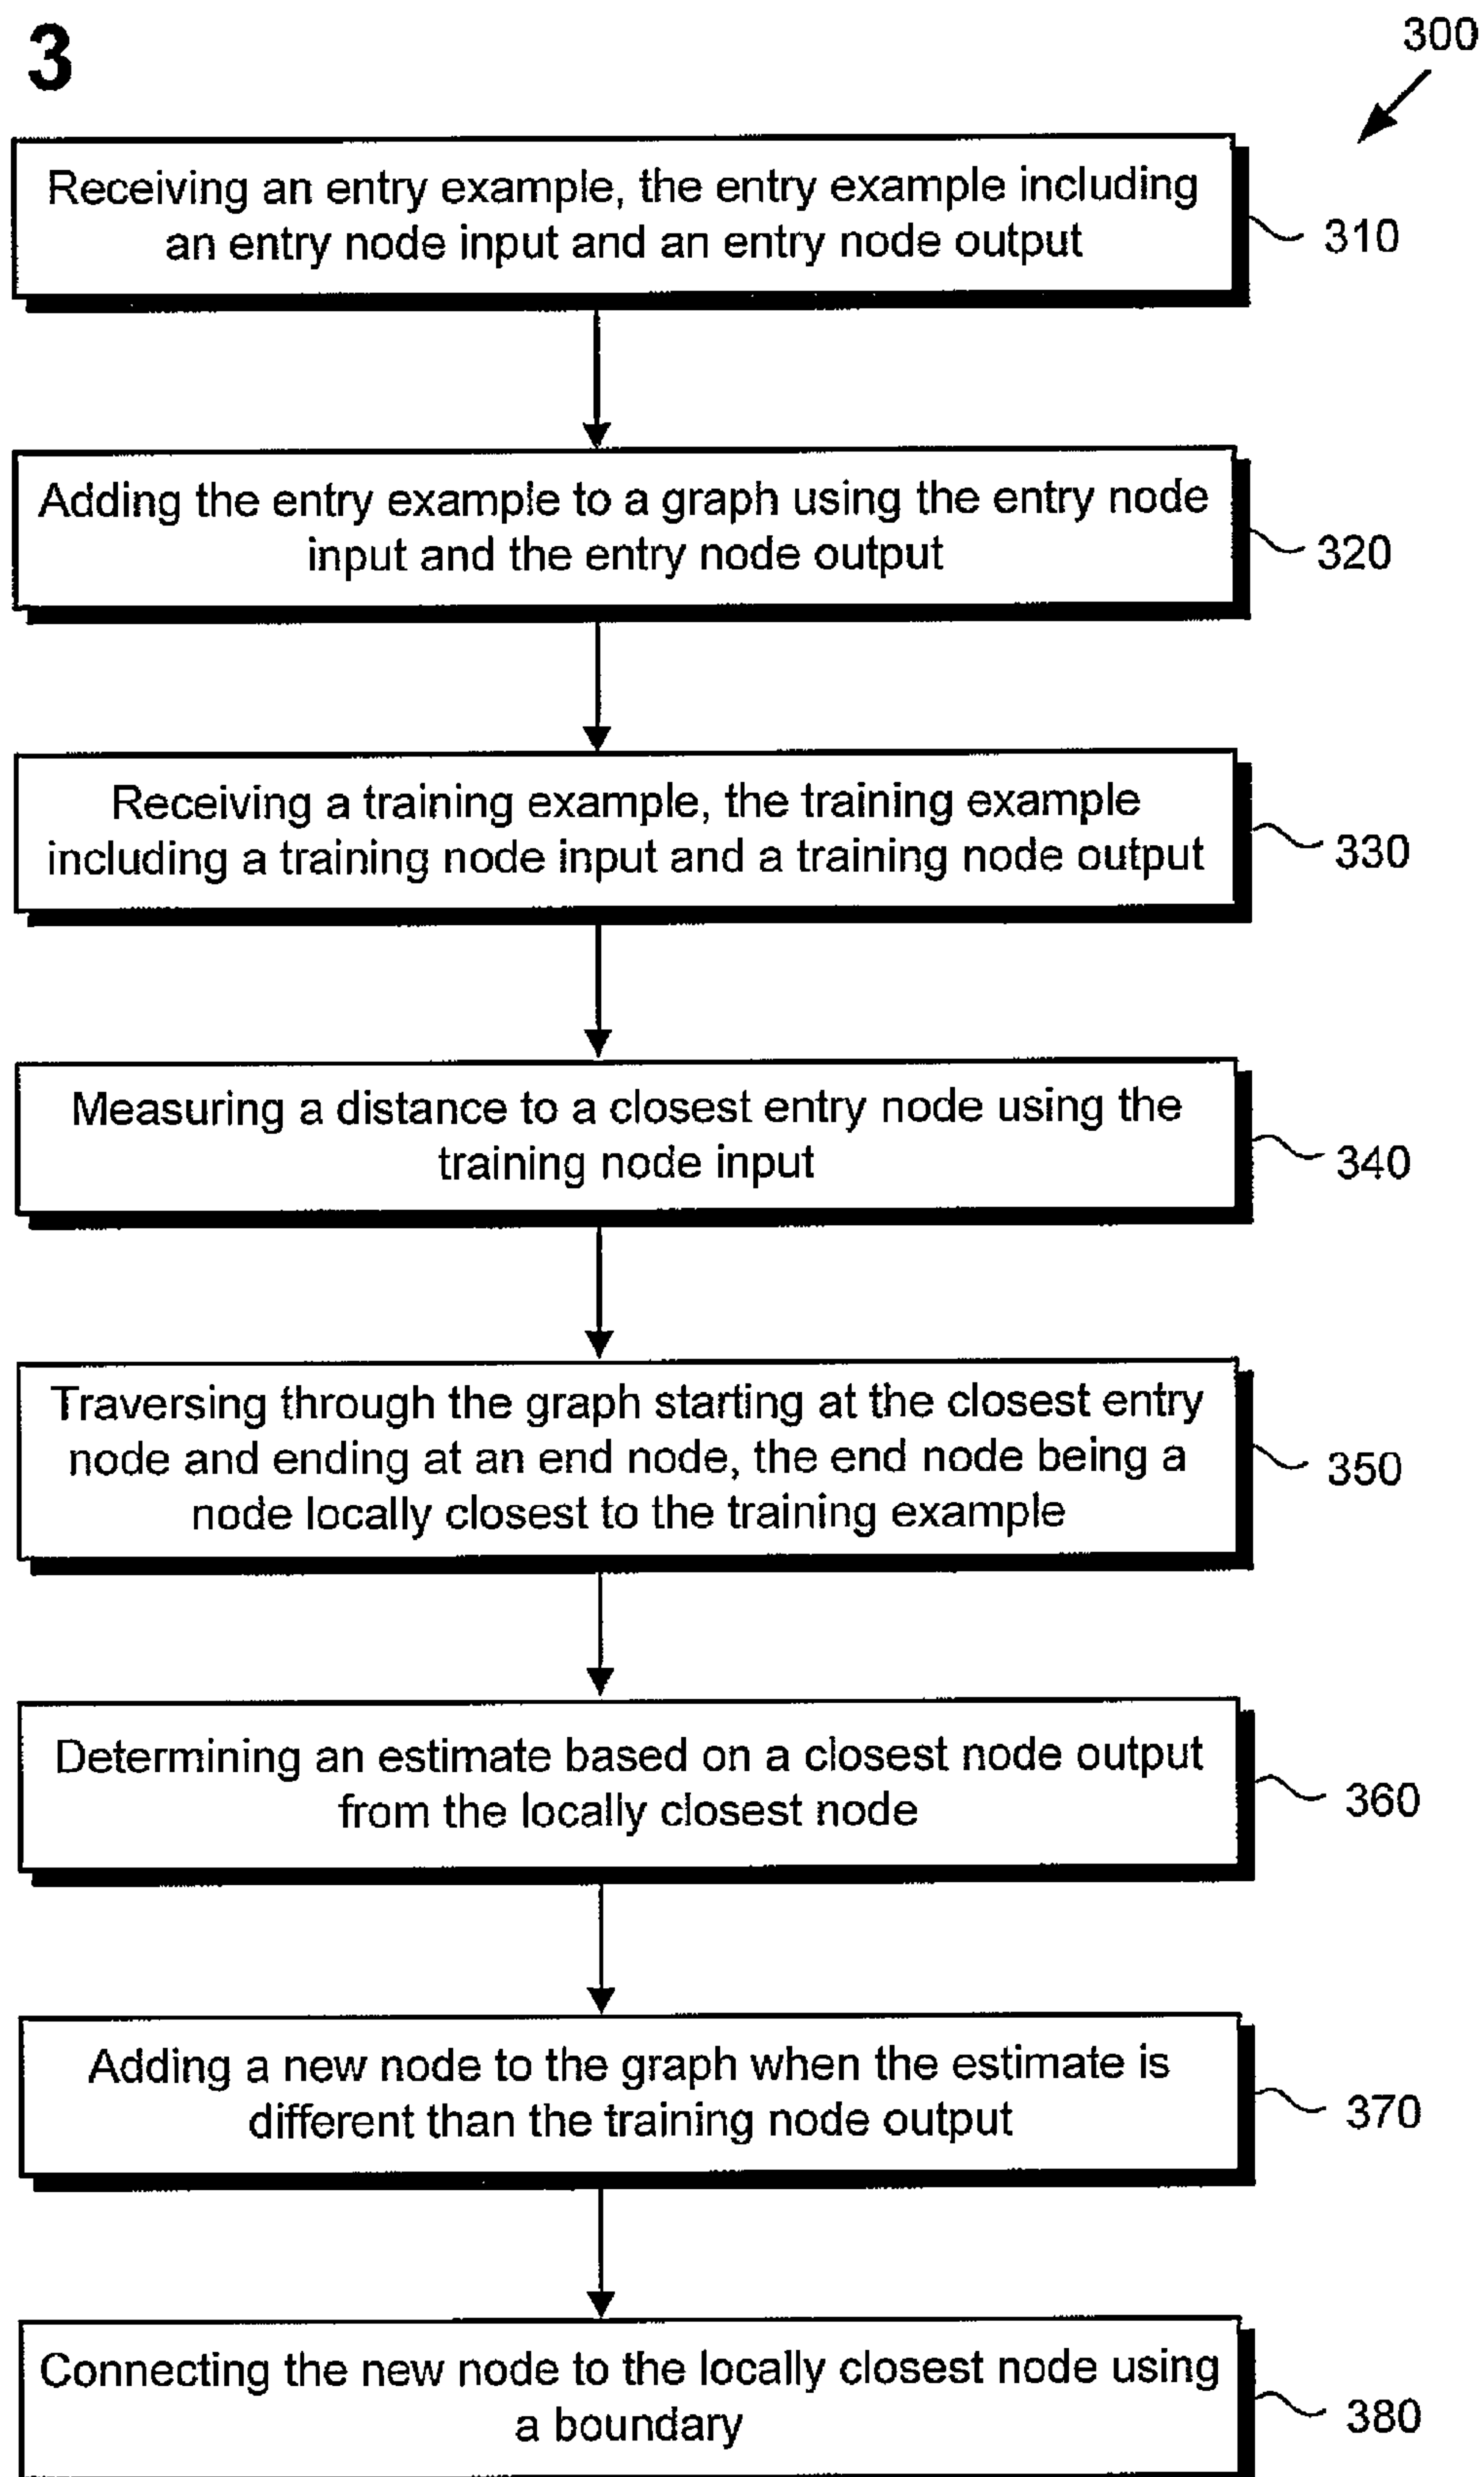 3
300
Receiving an entry example, the entry example including
an entry node input and an entry node output
310
Adding the entry example to a graph using the entry node
input and the entry node output
320
Receiving a training example, the training example
including a training node input and a training node output
330
Measuring a distance to a closest entry node using the
training node input
340
Traversing through the graph starting at the closest entry
node and ending at an end node, the end node being a
node locally closest to the training example
350
Determining an estimate based on a closest node output
from the locally closest node
360
Adding a new node to the graph when the estimate is
different than the training node output
370
Connecting the new node to the locally closest node using
a boundary
380